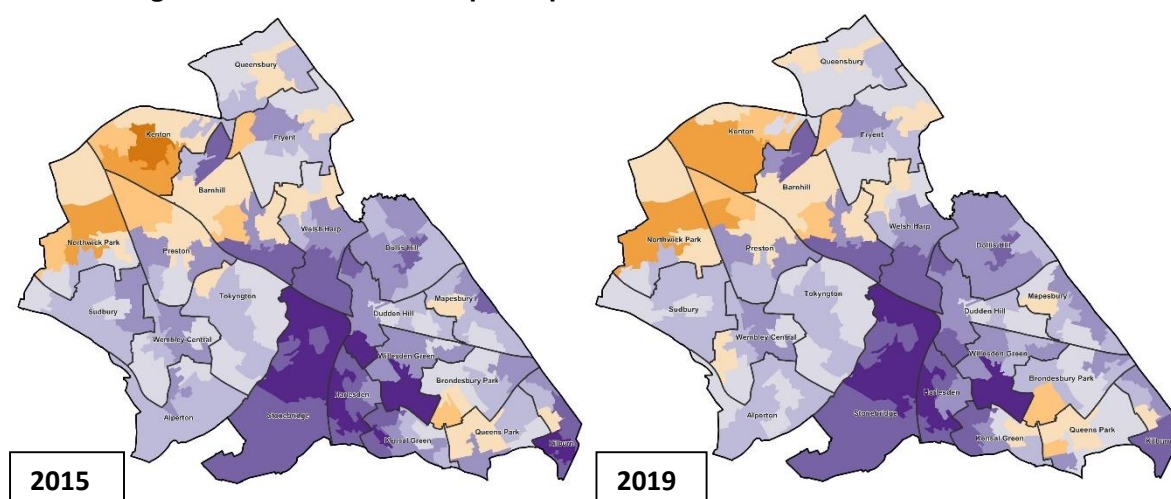 Queensbury
Kenton
Fryent
Barnhill
Northwick Park
Preston
Welsh Harp
Dollis Hill
Sudbury
Tokyngton
Mapesbury
Dudden Hill
Wembley Central
Willesden Green
Brondesbury Park
Alperton
Stonebridge
Harlesden
Kensal Green
Queens Park
Kilburn
2015
Queensbury
Kenton
Fryent
Barnhill
Northwick Park
Preston
Welsh Harp
Dollis Hill
Sudbury
Tokyngton
Mapesbury
Dudden Hill
Wembley Central
Willesden Green
Brondesbury Park
Alperton
Stonebridge
Harlesden
Kensal Green
Queens Park
Kilburn
2019